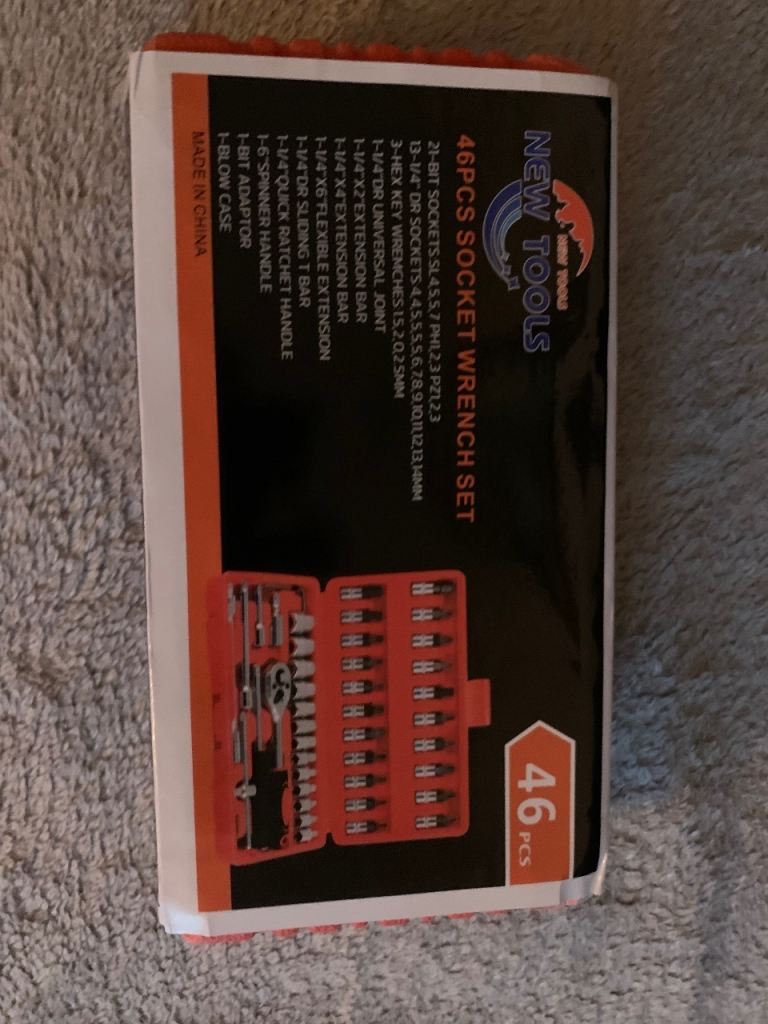 NEW TOOLS
NEW TOOLS
46PCS SOCKET WRENCH SET
21-BIT SOCKETS:SL4,5.5,7 PH1,2,3 PZ1,2,3
13-1/4" DR SOCKETS:4,4.5,5,5.5,6,7,8,9,10,11,12,13,14MM
3-HEX KEY WRENCHES 1.5,2.0,2.5MM
1-1/4"DR UNIVERSAL JOINT
1-1/4"X2"EXTENSION BAR
1-1/4"X4"EXTENSION BAR
1-1/4"X6"FLEXIBLE EXTENSION
1-1/4"DR SLIDING T BAR
1-1/4"QUICK RATCHET HANDLE
1-6"SPINNER HANDLE
1-BIT ADAPTOR
1-BLOW CASE
MADE IN CHINA
46 PCS